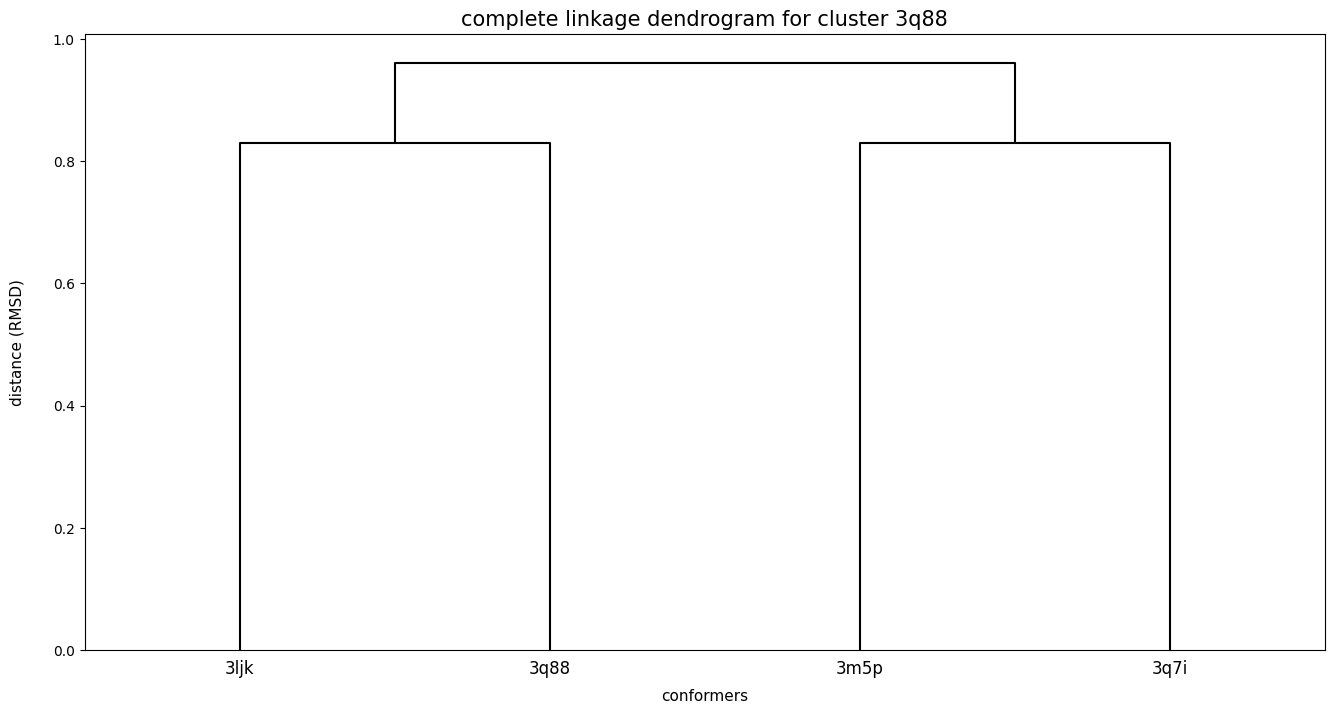 complete linkage dendrogram for cluster 3q88
1.0
0.8
0.6
0.4
0.2
0.0
distance (RMSD)
3ljk 3q88 3m5p 3q7i
conformers